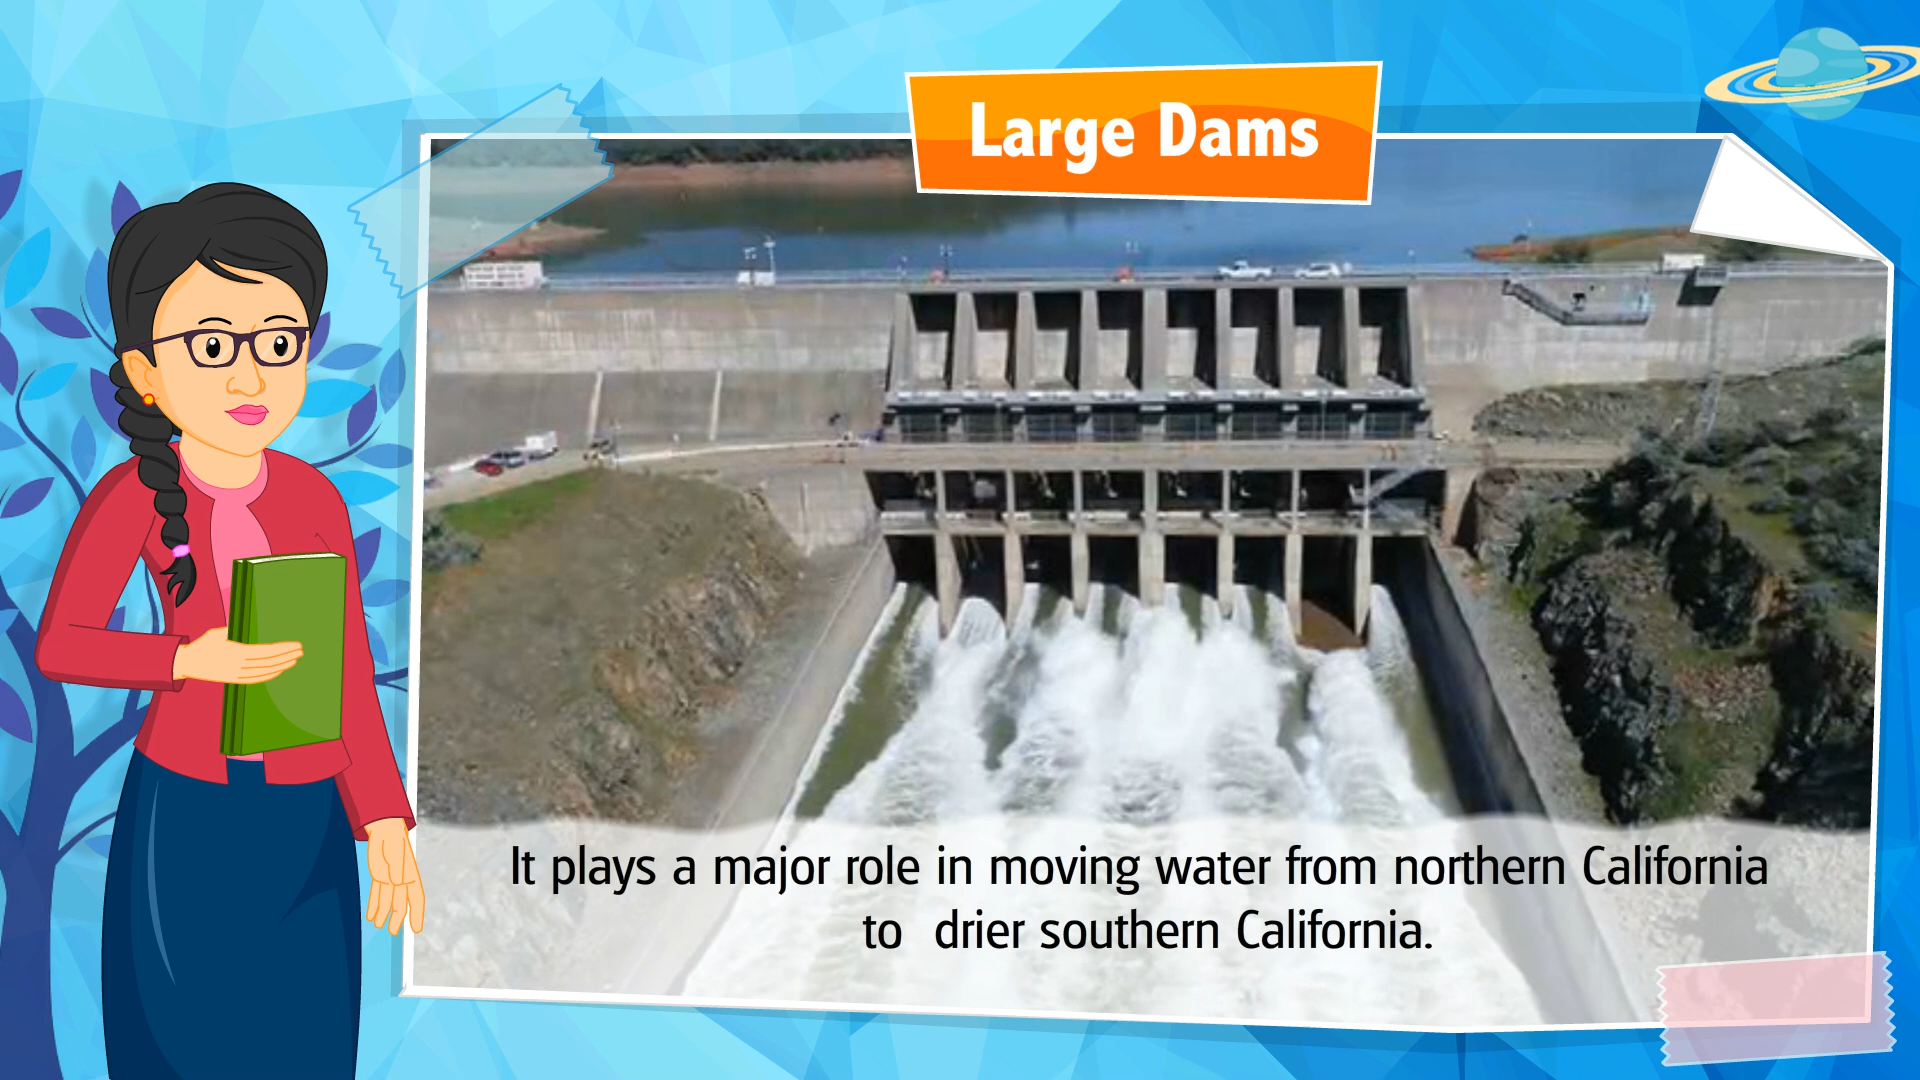 Large Dams
It plays a major role in moving water from northern California
to drier southern California.